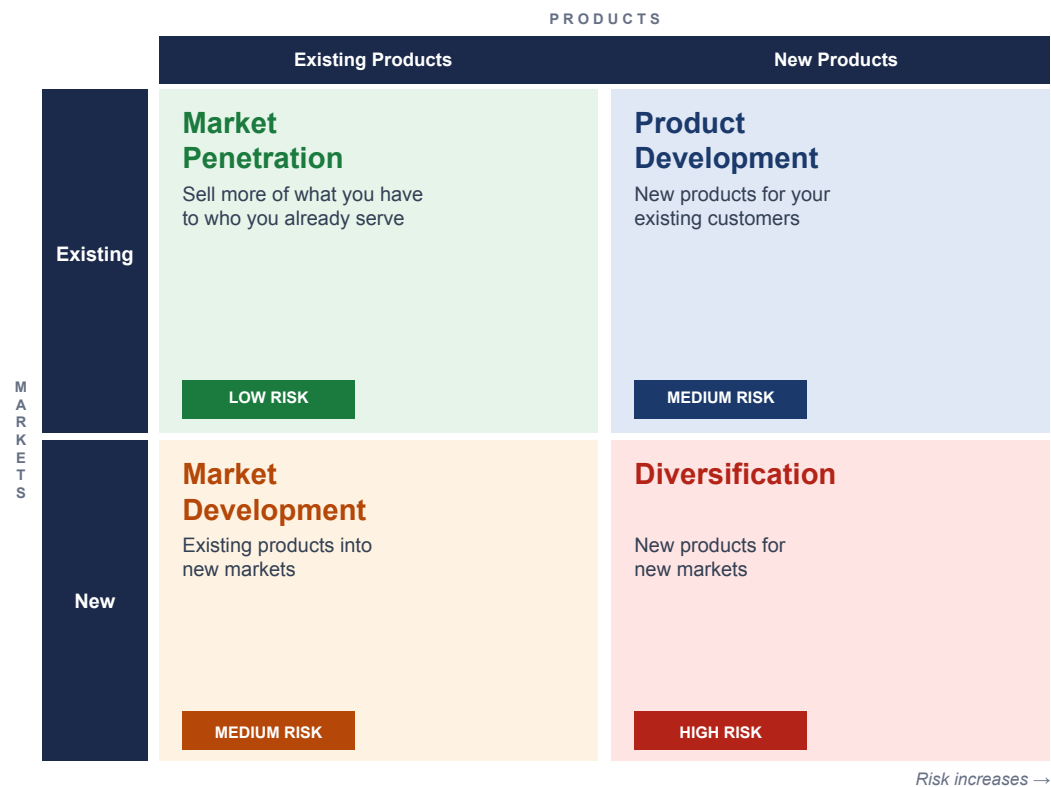 PRODUCTS
Existing Products
New Products
MARKETS
Existing
Market
Penetration
Sell more of what you have
to who you already serve
LOW RISK
Product
Development
New products for your
existing customers
MEDIUM RISK
New
Market
Development
Existing products into
new markets
MEDIUM RISK
Diversification
New products for
new markets
HIGH RISK
Risk increases →